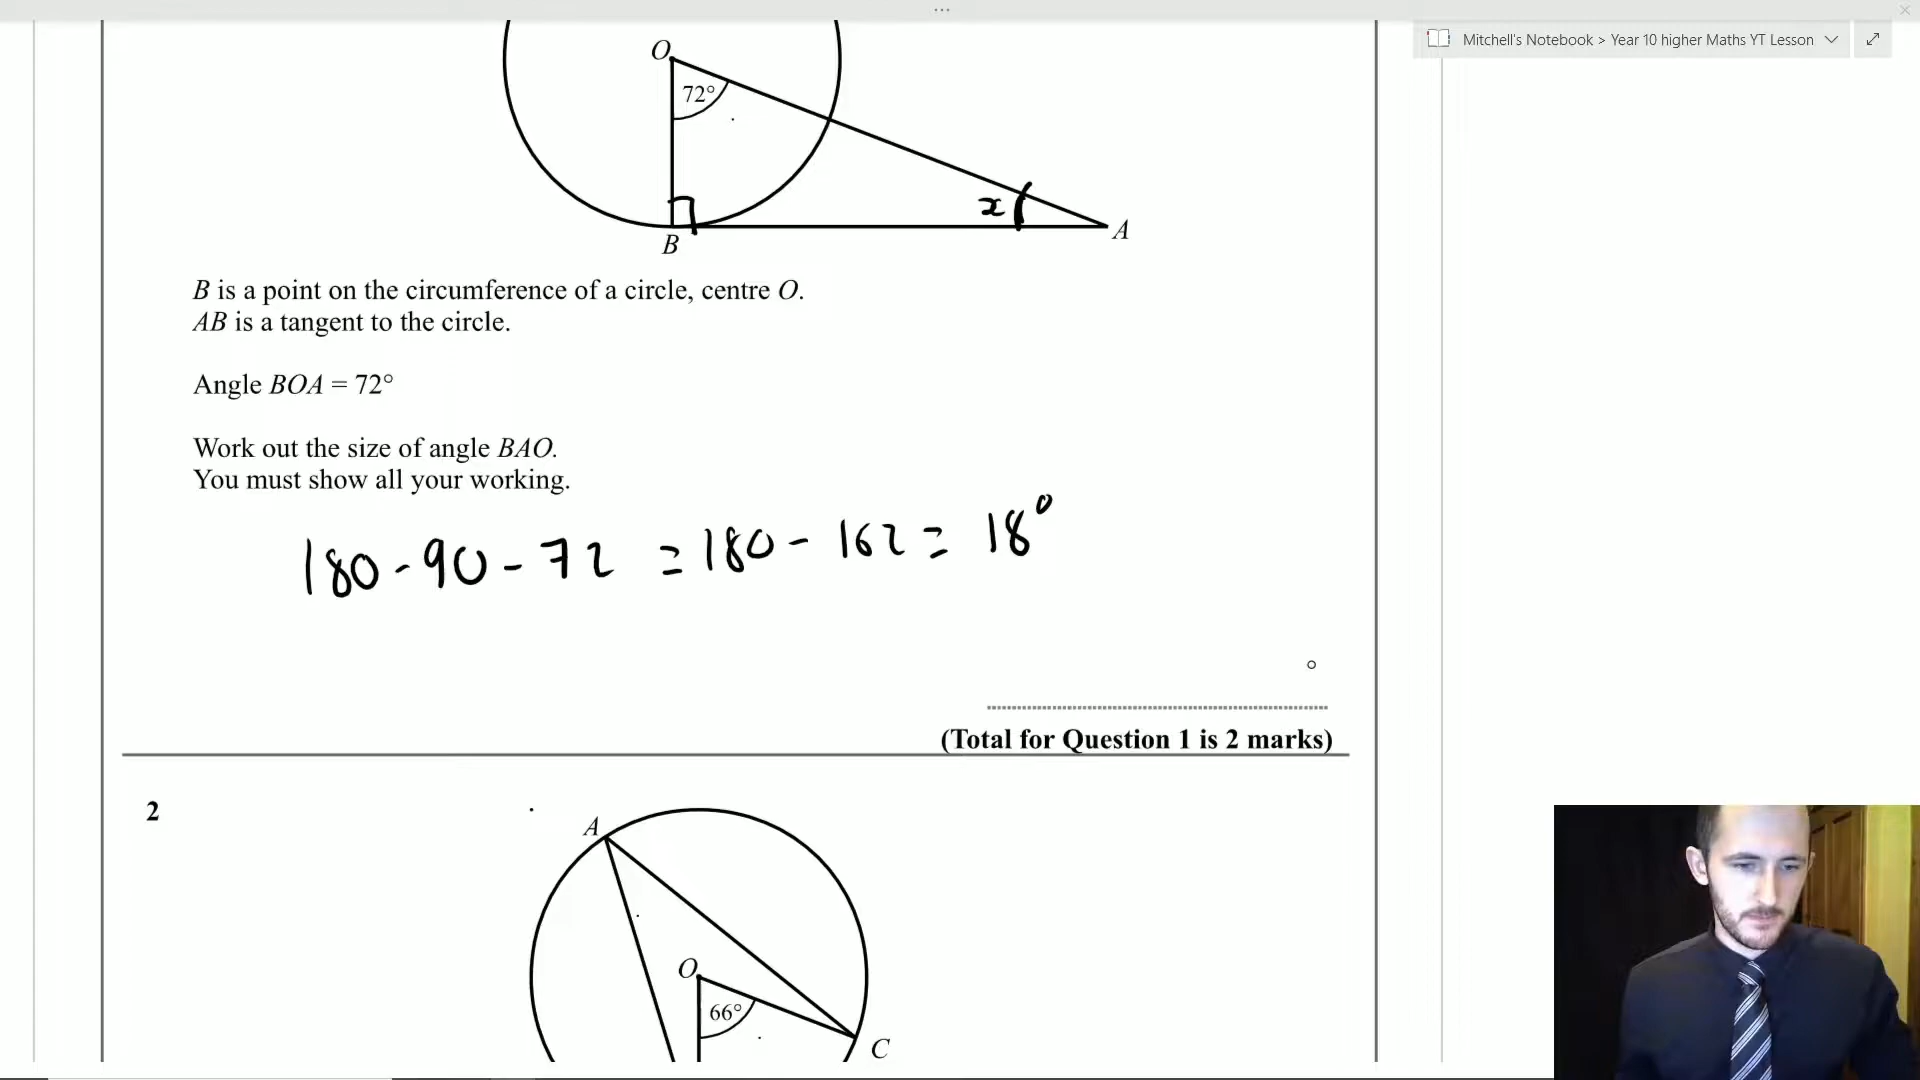 ...
Mitchell's Notebook > Year 10 higher Maths YT Lesson
O
72°
x
A
B
B is a point on the circumference of a circle, centre O.
AB is a tangent to the circle.
Angle BOA = 72°
Work out the size of angle BAO.
You must show all your working.
180 - 90 - 72 = 180 - 162 = 18°
°
(Total for Question 1 is 2 marks)
2
A
O
66°
C